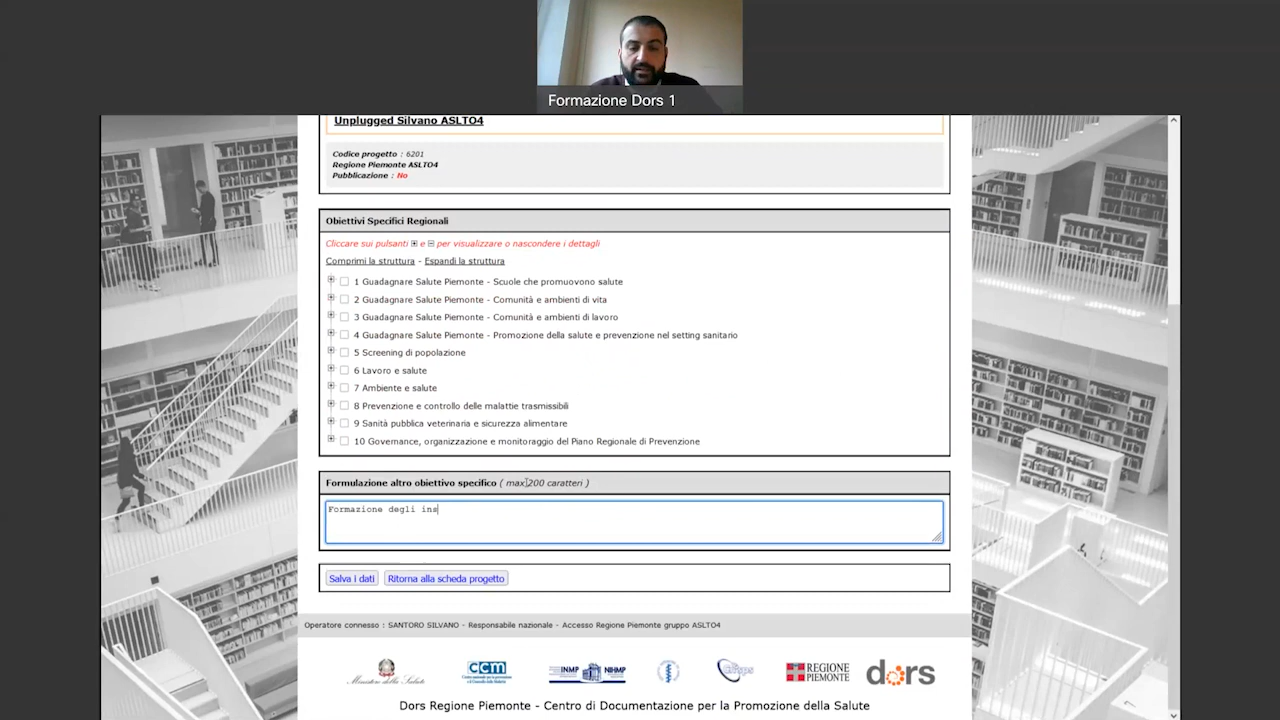 Formazione Dors 1
Unplugged Silvano ASLTO4
Codice progetto : 6201
Regione Piemonte ASLTO4
Pubblicazione : No
Obiettivi Specifici Regionali
Cliccare sui pulsanti e per visualizzare o nascondere i dettagli
Comprimi la struttura - Espandi la struttura
1 Guadagnare Salute Piemonte - Scuole che promuovono salute
2 Guadagnare Salute Piemonte - Comunità e ambienti di vita
3 Guadagnare Salute Piemonte - Comunità e ambienti di lavoro
4 Guadagnare Salute Piemonte - Promozione della salute e prevenzione nel setting sanitario
5 Screening di popolazione
6 Lavoro e salute
7 Ambiente e salute
8 Prevenzione e controllo delle malattie trasmissibili
9 Sanità pubblica veterinaria e sicurezza alimentare
10 Governance, organizzazione e monitoraggio del Piano Regionale di Prevenzione
Formulazione altro obiettivo specifico ( max 200 caratteri )
Formazione degli ins
Salva i dati Ritorna alla scheda progetto
Operatore connesso : SANTORO SILVANO - Responsabile nazionale - Accesso Regione Piemonte gruppo ASLTO4
Ministero della Salute ccm INMP NIHMP REGIONE PIEMONTE dors
Dors Regione Piemonte - Centro di Documentazione per la Promozione della Salute